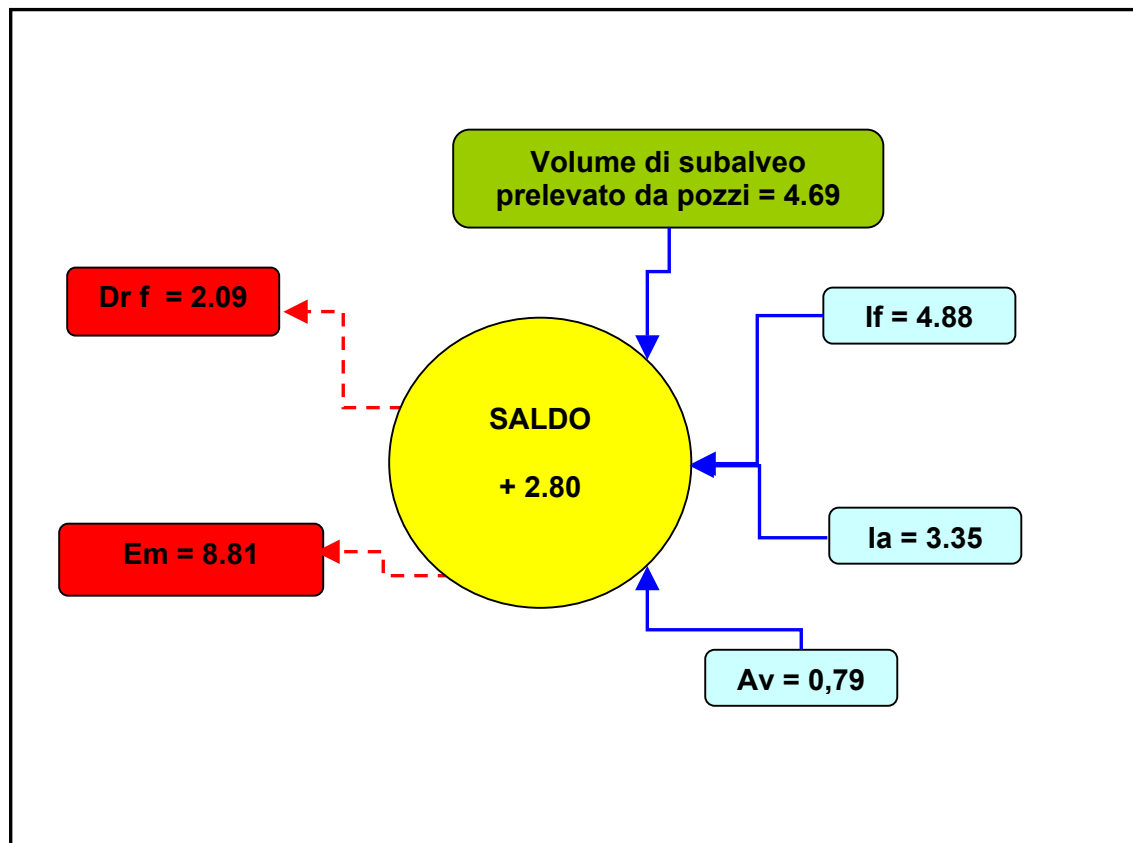 Volume di subalveo
prelevato da pozzi = 4.69
Dr f  = 2.09
If = 4.88
SALDO
+ 2.80
Em = 8.81
Ia = 3.35
Av = 0,79